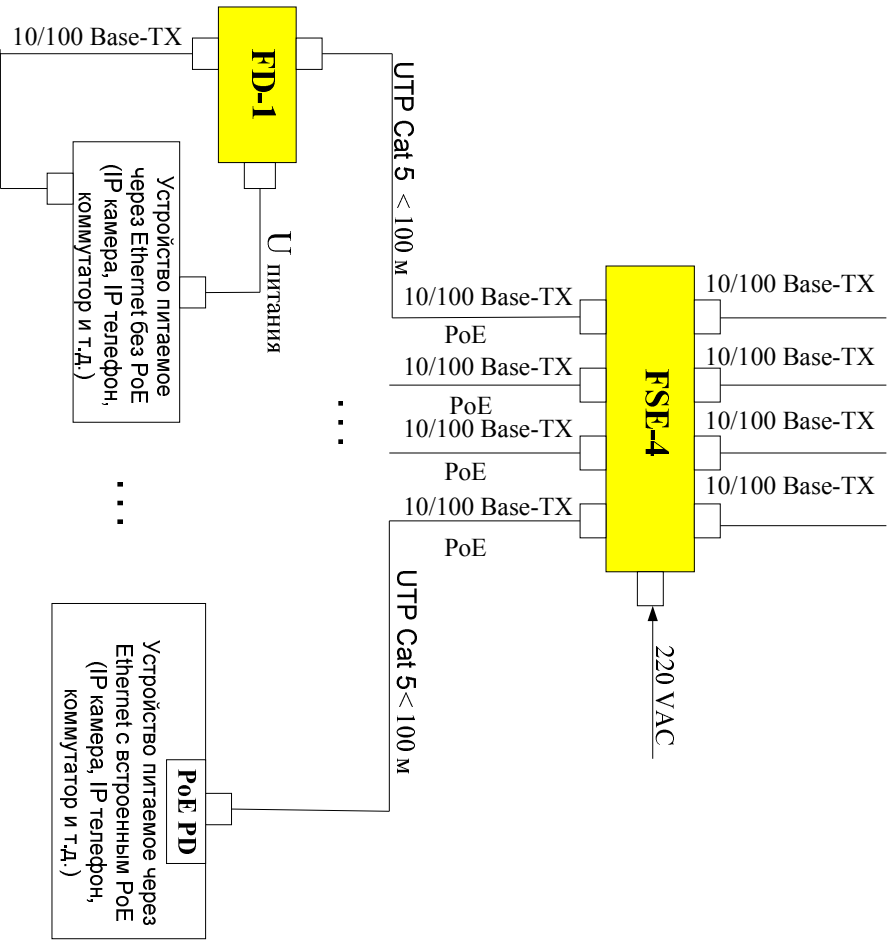 10/100 Base-TX
FD-1
UTP Cat 5 < 100 м
U питания
Устройство питаемое
через Ethernet без PoE
(IP камера, IP телефон,
коммутатор и т.д. )
10/100 Base-TX
PoE
10/100 Base-TX
PoE
10/100 Base-TX
PoE
10/100 Base-TX
PoE
FSE-4
10/100 Base-TX
10/100 Base-TX
10/100 Base-TX
10/100 Base-TX
220 VAC
. . .
. . .
UTP Cat 5< 100 м
PoE PD
Устройство питаемое через
Ethernet с встроенным PoE
(IP камера, IP телефон,
коммутатор и т.д. )